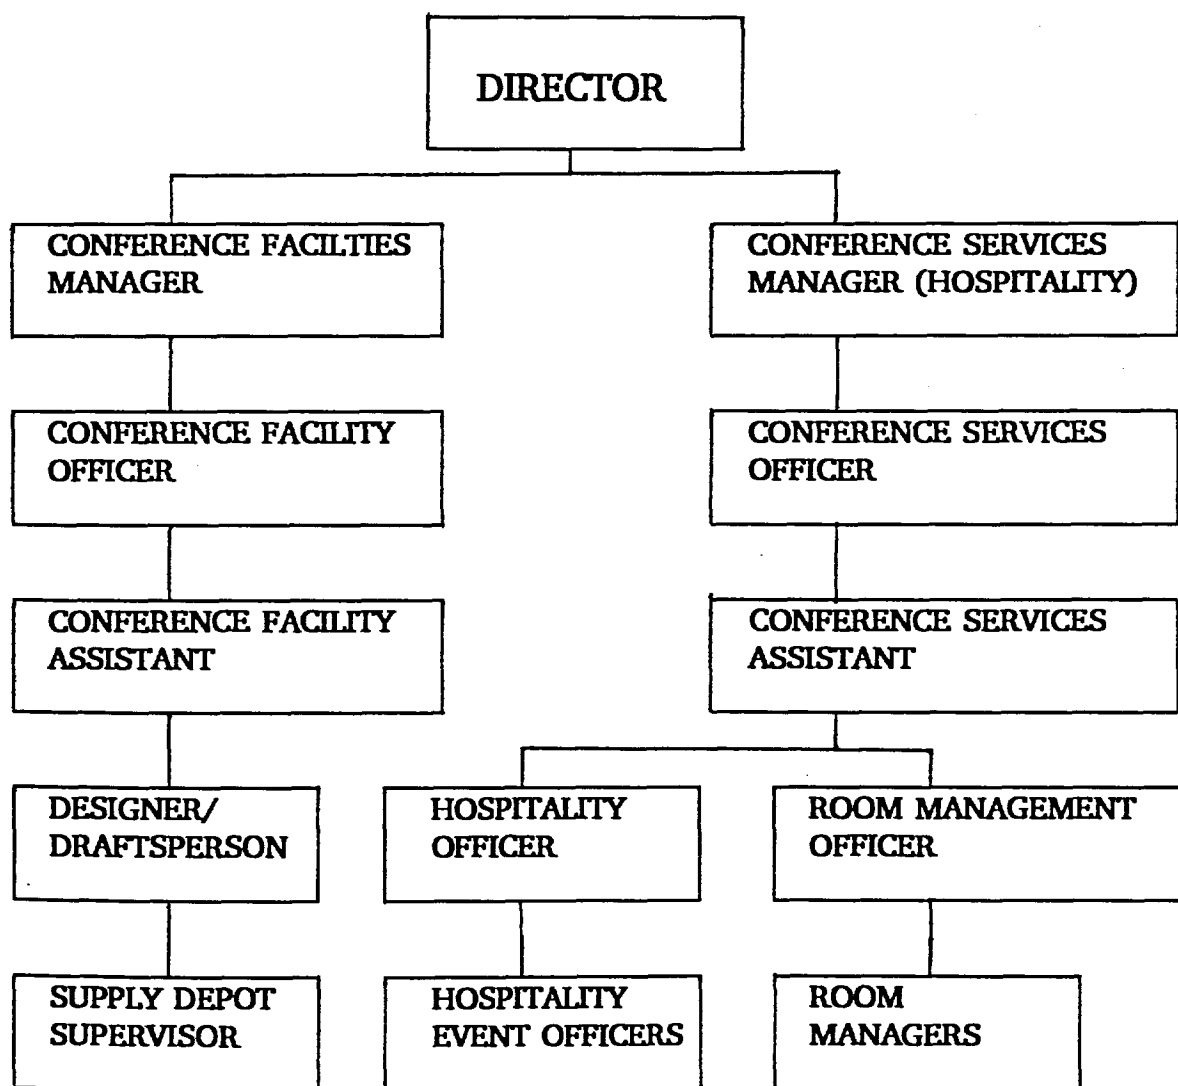 DIRECTOR
CONFERENCE FACILTIES
MANAGER
CONFERENCE SERVICES
MANAGER (HOSPITALITY)
CONFERENCE FACILITY
OFFICER
CONFERENCE SERVICES
OFFICER
CONFERENCE FACILITY
ASSISTANT
CONFERENCE SERVICES
ASSISTANT
DESIGNER/
DRAFTSPERSON
HOSPITALITY
OFFICER
ROOM MANAGEMENT
OFFICER
SUPPLY DEPOT
SUPERVISOR
HOSPITALITY
EVENT OFFICERS
ROOM
MANAGERS